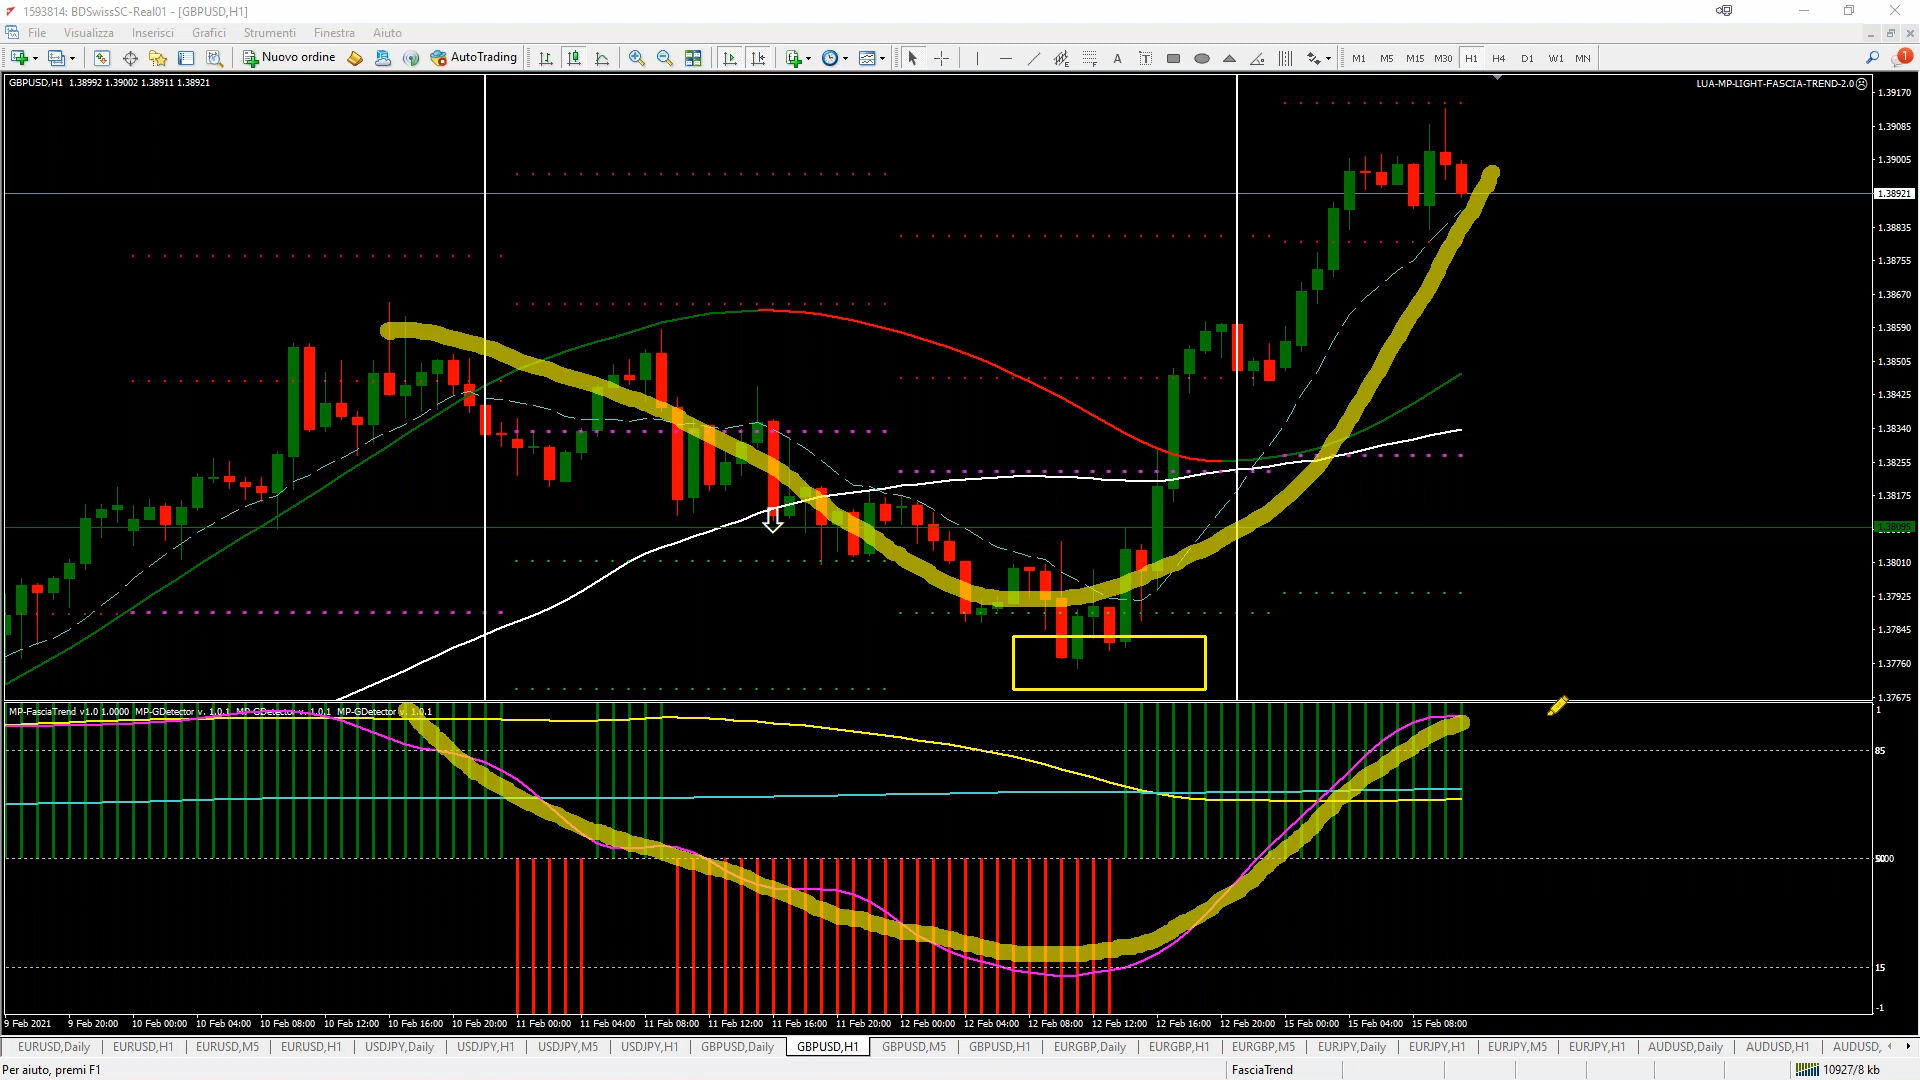 1593814: BDSwissSC-Real01 - [GBPUSD,H1]
File Visualizza Inserisci Grafici Strumenti Finestra Aiuto
Nuovo ordine AutoTrading A T M1 M5 M15 M30 H1 H4 D1 W1 MN 1
GBPUSD,H1 1.38992 1.39002 1.38911 1.38921
LUA-MP-LIGHT-FASCIA-TREND-2.0
1.39170
1.39085
1.39005
1.38921
1.38835
1.38755
1.38670
1.38590
1.38505
1.38425
1.38340
1.38255
1.38175
1.38095
1.38010
1.37925
1.37845
1.37760
1.37675
MP-FasciaTrend v1.0 1.0000 MP-GDetector v. 1.0.1 MP-GDetector v. 1.0.1 MP-GDetector v. 1.0.1
1
85
15
-1
9 Feb 2021 9 Feb 20:00 10 Feb 00:00 10 Feb 04:00 10 Feb 08:00 10 Feb 12:00 10 Feb 16:00 10 Feb 20:00 11 Feb 00:00 11 Feb 04:00 11 Feb 08:00 11 Feb 12:00 11 Feb 16:00 11 Feb 20:00 12 Feb 00:00 12 Feb 04:00 12 Feb 08:00 12 Feb 12:00 12 Feb 16:00 12 Feb 20:00 15 Feb 00:00 15 Feb 04:00 15 Feb 08:00
EURUSD,Daily EURUSD,H1 EURUSD,M5 EURUSD,H1 USDJPY,Daily USDJPY,H1 USDJPY,M5 USDJPY,H1 GBPUSD,Daily GBPUSD,H1 GBPUSD,M5 GBPUSD,H1 EURGBP,Daily EURGBP,H1 EURGBP,M5 EURJPY,Daily EURJPY,H1 EURJPY,M5 EURJPY,H1 AUDUSD,Daily AUDUSD,H1 AUDUSD,
Per aiuto, premi F1 FasciaTrend 10927/8 kb